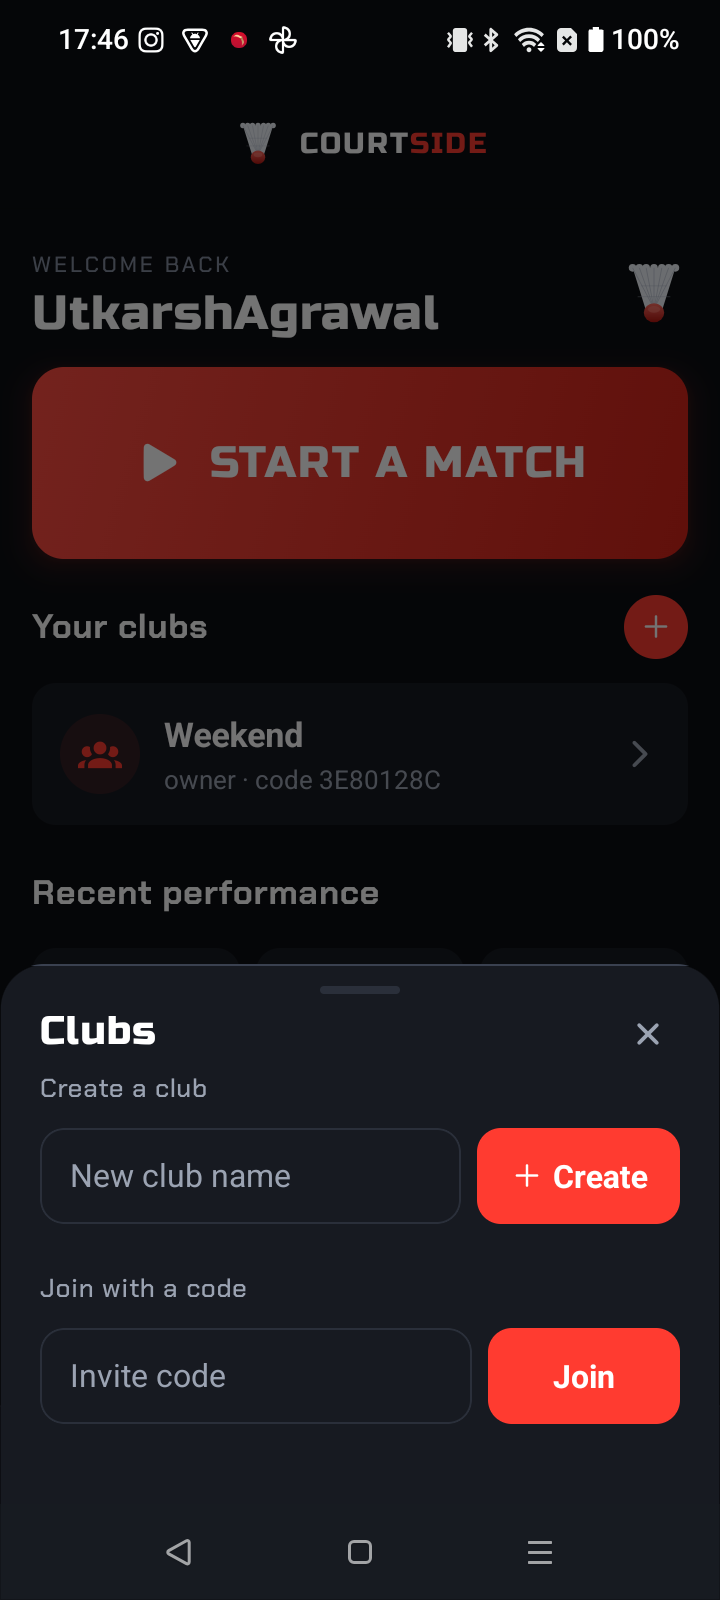 17:46 100%
COURTSIDE
WELCOME BACK
UtkarshAgrawal
START A MATCH
Your clubs
Weekend
owner · code 3E80128C
Recent performance
Clubs
Create a club
New club name
+ Create
Join with a code
Invite code
Join